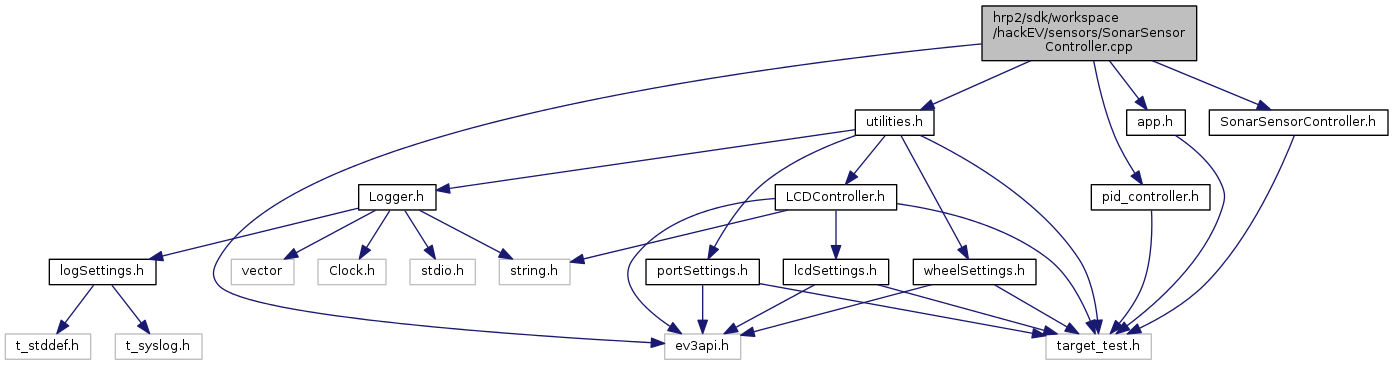 hrp2/sdk/workspace
/hackEV/sensors/SonarSensor
Controller.cpp
utilities.h
app.h
SonarSensorController.h
Logger.h
LCDController.h
pid_controller.h
logSettings.h
vector
Clock.h
stdio.h
string.h
portSettings.h
lcdSettings.h
wheelSettings.h
t_stddef.h
t_syslog.h
ev3api.h
target_test.h